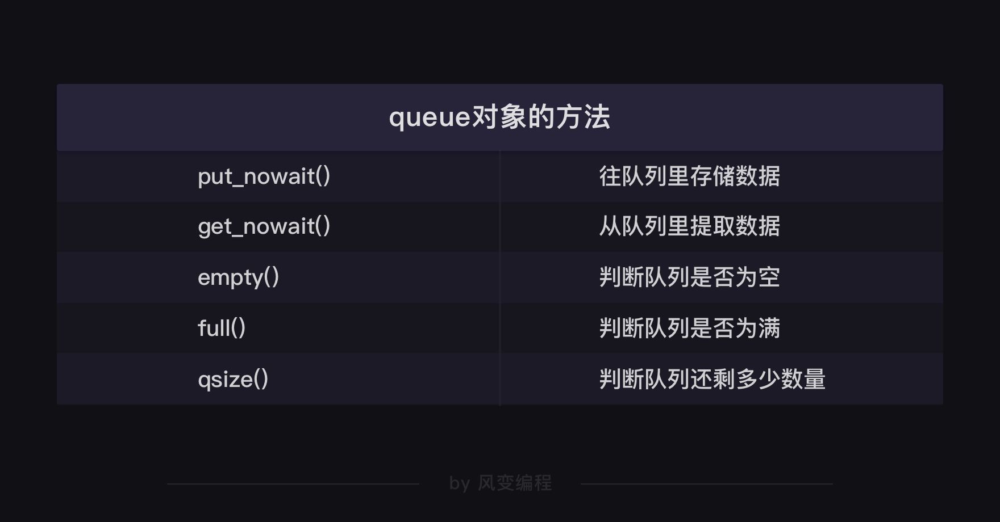 queue对象的方法
put_nowait() 往队列里存储数据
get_nowait() 从队列里提取数据
empty() 判断队列是否为空
full() 判断队列是否为满
qsize() 判断队列还剩多少数量
by 风变编程